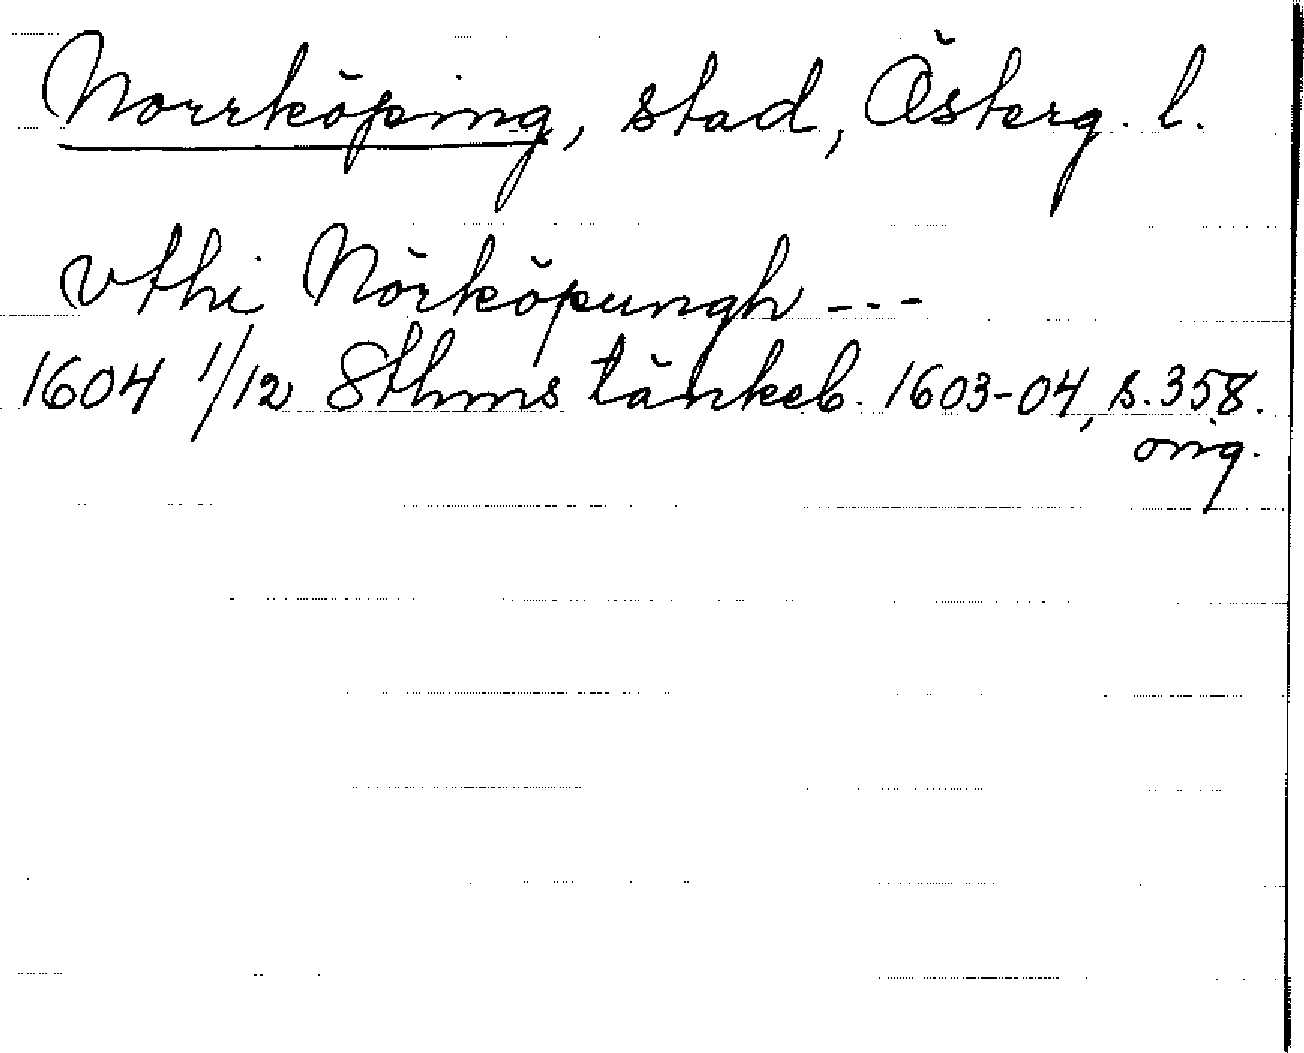 Norrköping, stad, Österg. l.
vthi Nörköpungh ---
1604 1/12 Sthms tänkeb. 1603-04, s. 358.
orig.